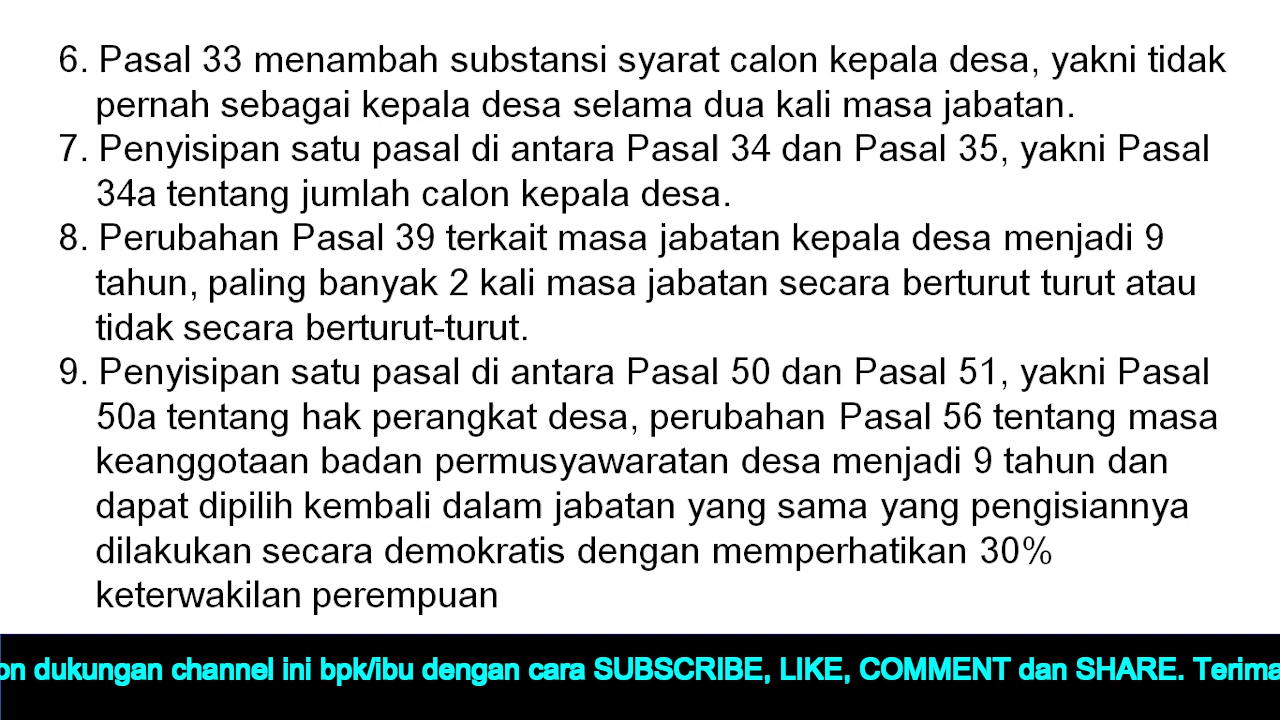 6. Pasal 33 menambah substansi syarat calon kepala desa, yakni tidak
pernah sebagai kepala desa selama dua kali masa jabatan.
7. Penyisipan satu pasal di antara Pasal 34 dan Pasal 35, yakni Pasal
34a tentang jumlah calon kepala desa.
8. Perubahan Pasal 39 terkait masa jabatan kepala desa menjadi 9
tahun, paling banyak 2 kali masa jabatan secara berturut turut atau
tidak secara berturut-turut.
9. Penyisipan satu pasal di antara Pasal 50 dan Pasal 51, yakni Pasal
50a tentang hak perangkat desa, perubahan Pasal 56 tentang masa
keanggotaan badan permusyawaratan desa menjadi 9 tahun dan
dapat dipilih kembali dalam jabatan yang sama yang pengisiannya
dilakukan secara demokratis dengan memperhatikan 30%
keterwakilan perempuan
on dukungan channel ini bpk/ibu dengan cara SUBSCRIBE, LIKE, COMMENT dan SHARE. Terima